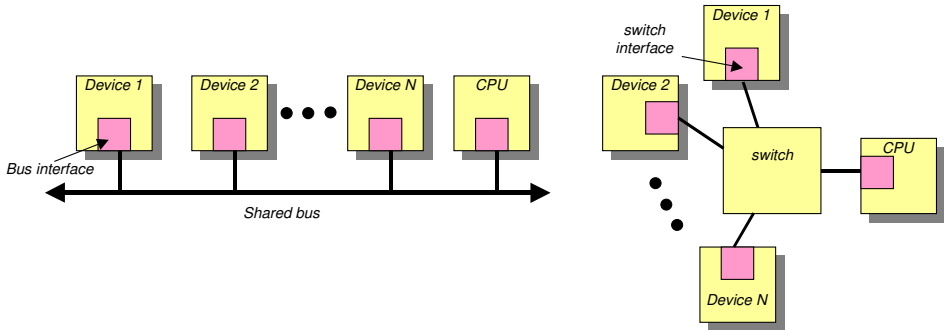 Device 1
Device 2
Device N
CPU
Bus interface
Shared bus
switch
interface
Device 1
Device 2
switch
CPU
Device N